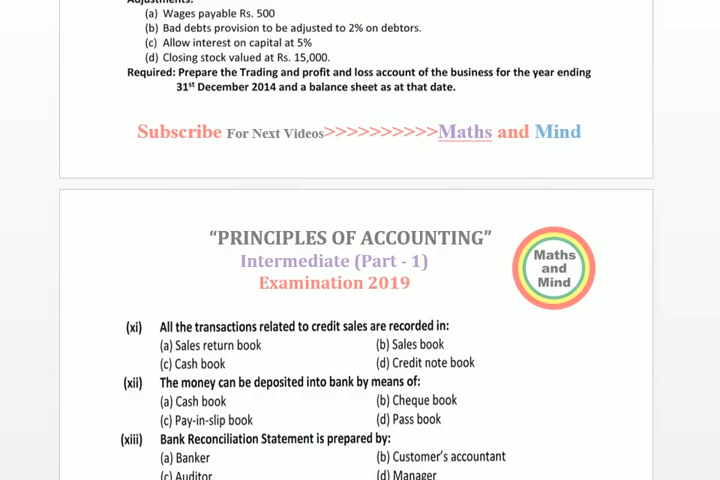 (a) Wages payable Rs. 500
(b) Bad debts provision to be adjusted to 2% on debtors.
(c) Allow interest on capital at 5%
(d) Closing stock valued at Rs. 15,000.
Required: Prepare the Trading and profit and loss account of the business for the year ending
31st December 2014 and a balance sheet as at that date.
Subscribe For Next Videos>>>>>>>>>>Maths and Mind
“PRINCIPLES OF ACCOUNTING”
Intermediate (Part - 1)
Examination 2019
Maths
and
Mind
(xi) All the transactions related to credit sales are recorded in:
(a) Sales return book (b) Sales book
(c) Cash book (d) Credit note book
(xii) The money can be deposited into bank by means of:
(a) Cash book (b) Cheque book
(c) Pay-in-slip book (d) Pass book
(xiii) Bank Reconciliation Statement is prepared by:
(a) Banker (b) Customer’s accountant
(c) Auditor (d) Manager